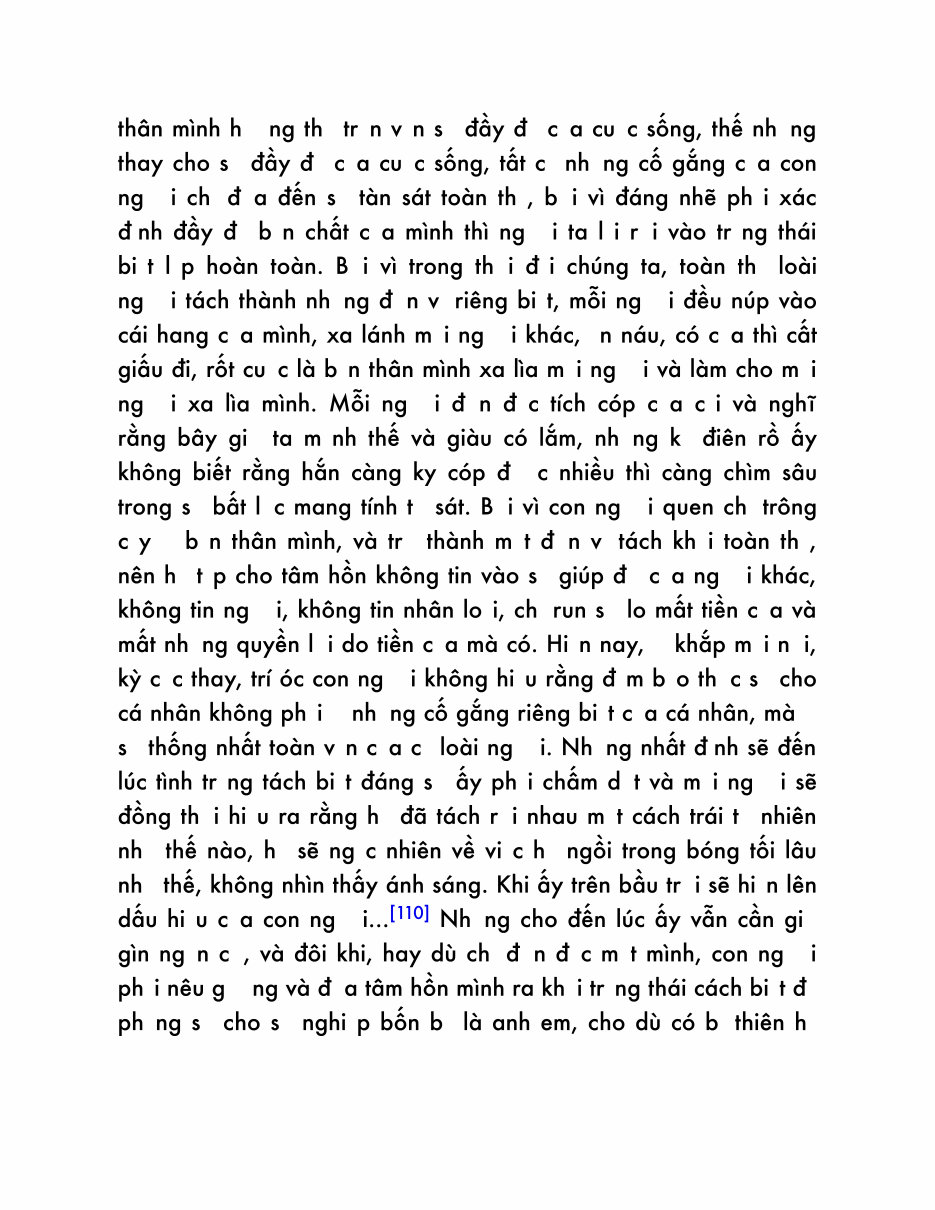 thân mình h ng th tr n v n s đầy đ c a cu c sống, thế nh ng
thay cho s đầy đ c a cu c sống, tất c nh ng cố gắng c a con
ng i ch đ a đến s tàn sát toàn th , b i vì đáng nhẽ ph i xác
đ nh đầy đ b n chất c a mình thì ng i ta l i r i vào tr ng thái
bi t l p hoàn toàn. B i vì trong th i đ i chúng ta, toàn th loài
ng i tách thành nh ng đ n v riêng bi t, mỗi ng i đều núp vào
cái hang c a mình, xa lánh m i ng i khác, n náu, có c a thì cất
giấu đi, rốt cu c là b n thân mình xa lìa m i ng i và làm cho m i
ng i xa lìa mình. Mỗi ng i đ n đ c tích cóp c a c i và nghĩ
rằng bây gi ta m nh thế và giàu có lắm, nh ng k điên rồ ấy
không biết rằng hắn càng ky cóp đ c nhiều thì càng chìm sâu
trong s bất l c mang tính t sát. B i vì con ng i quen ch trông
c y b n thân mình, và tr thành m t đ n v tách kh i toàn th ,
nên h t p cho tâm hồn không tin vào s giúp đ c a ng i khác,
không tin ng i, không tin nhân lo i, ch run s lo mất tiền c a và
mất nh ng quyền l i do tiền c a mà có. Hi n nay, khắp m i n i,
kỳ c c thay, trí óc con ng i không hi u rằng đ m b o th c s cho
cá nhân không ph i nh ng cố gắng riêng bi t c a cá nhân, mà
s thống nhất toàn v n c a c loài ng i. Nh ng nhất đ nh sẽ đến
lúc tình tr ng tách bi t đáng s ấy ph i chấm d t và m i ng i sẽ
đồng th i hi u ra rằng h đã tách r i nhau m t cách trái t nhiên
nh thế nào, h sẽ ng c nhiên về vi c h ngồi trong bóng tối lâu
nh thế, không nhìn thấy ánh sáng. Khi ấy trên bầu tr i sẽ hi n lên
dấu hi u c a con ng i...[110] Nh ng cho đến lúc ấy vẫn cần gi
gìn ng n c , và đôi khi, hay dù ch đ n đ c m t mình, con ng i
ph i nêu g ng và đ a tâm hồn mình ra kh i tr ng thái cách bi t đ
ph ng s cho s nghi p bốn b là anh em, cho dù có b thiên h